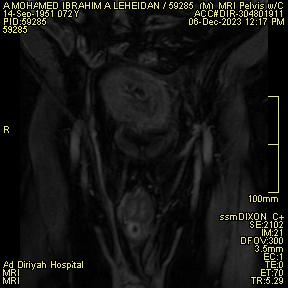 A MOHAMED IBRAHIM A LEHEIDAN / 59285 (M) MRI Pelvis w/C
14-Sep-1951 072Y ACC#DIR-304801911
PID:59285 06-Dec-2023 12:17 PM
59285
R
100mm
ssmDIXON C+
SE:2102
IM:21
DFOV:300
3.5mm
EC:1
Ad Diriyah Hospital TE:0
MRI ET:70
MRI TR:5.29